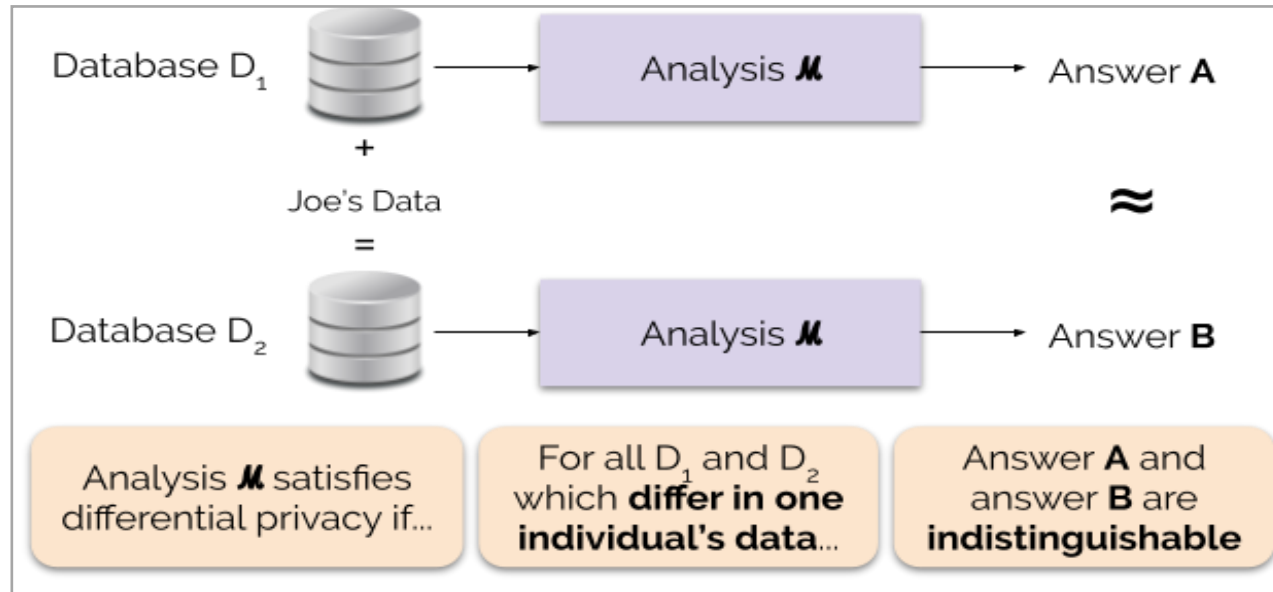 Database D₁
Analysis 𝓜
Answer A
+
Joe's Data
=
≈
Database D₂
Analysis 𝓜
Answer B
Analysis 𝓜 satisfies
differential privacy if...
For all D₁ and D₂
which differ in one
individual's data...
Answer A and
answer B are
indistinguishable